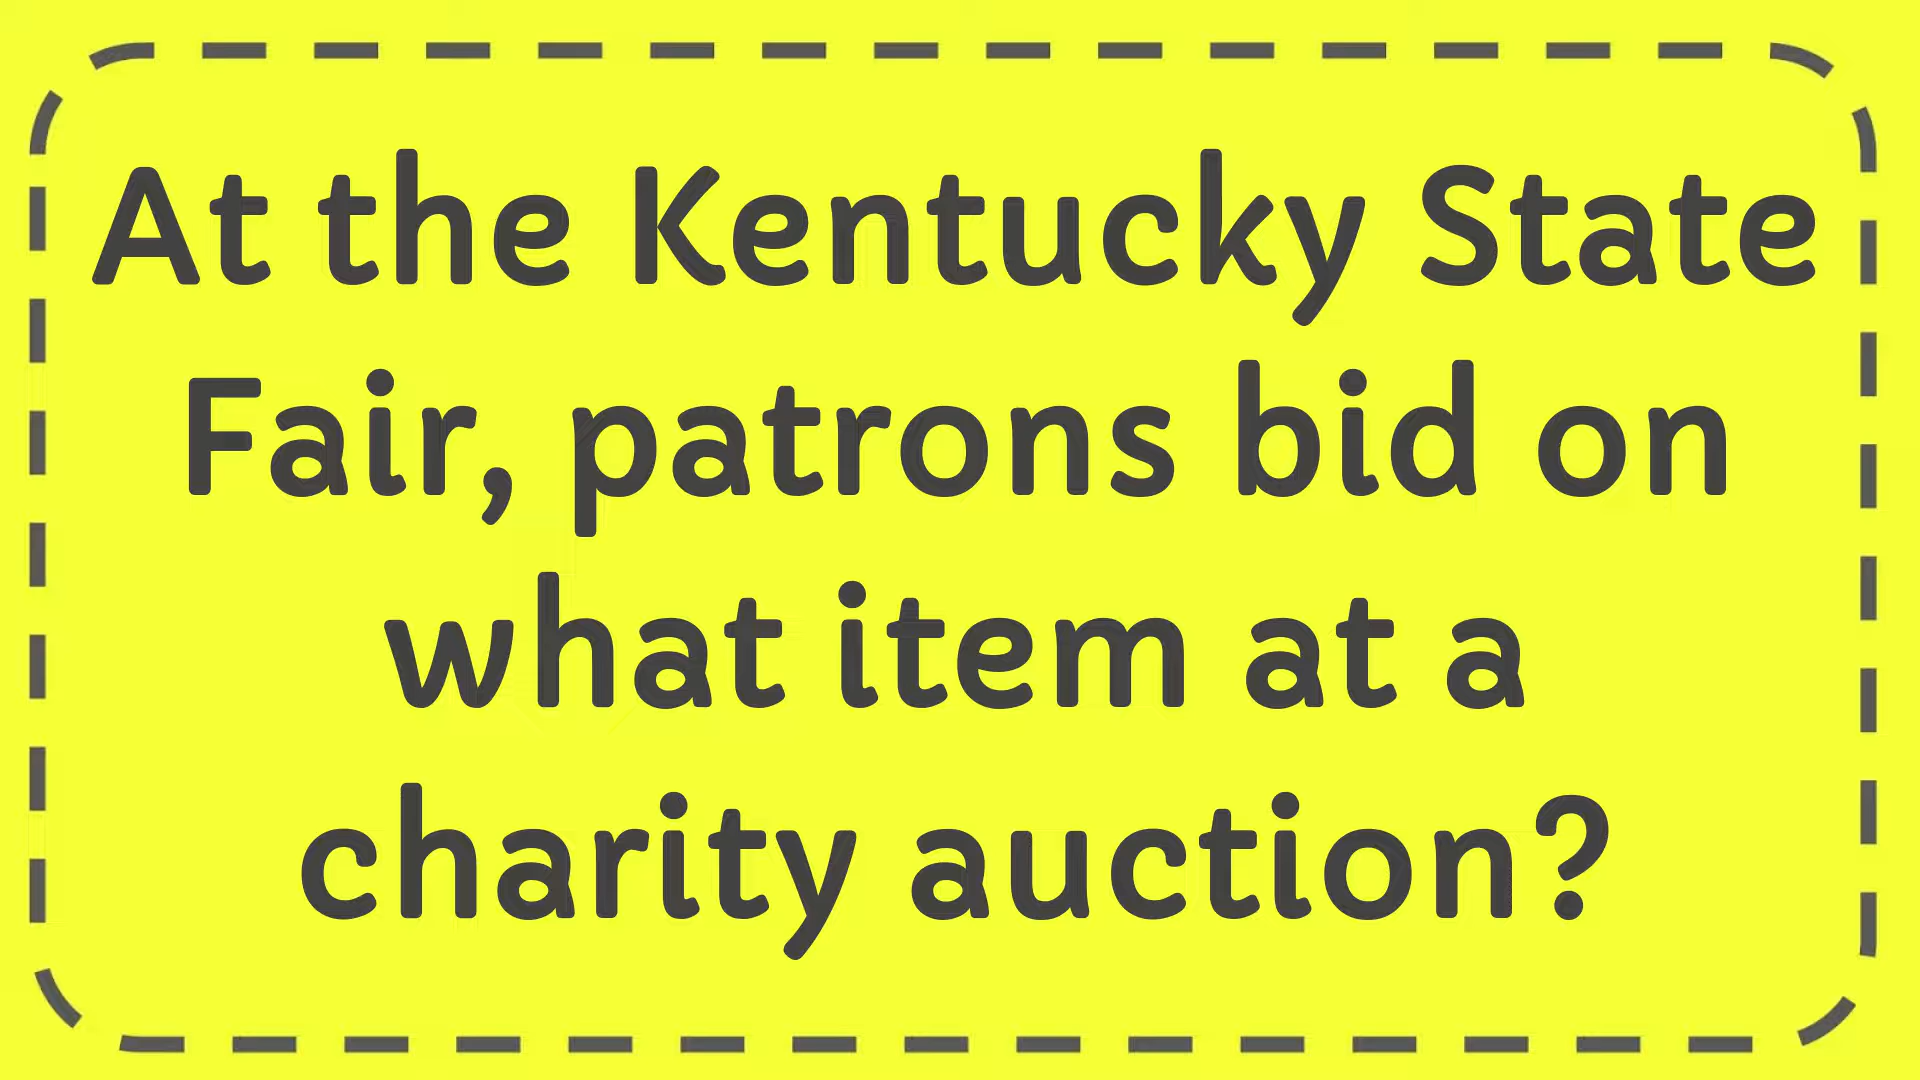 At the Kentucky State
Fair, patrons bid on
what item at a
charity auction?